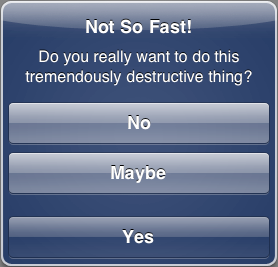 Not So Fast!
Do you really want to do this
tremendously destructive thing?
No
Maybe
Yes